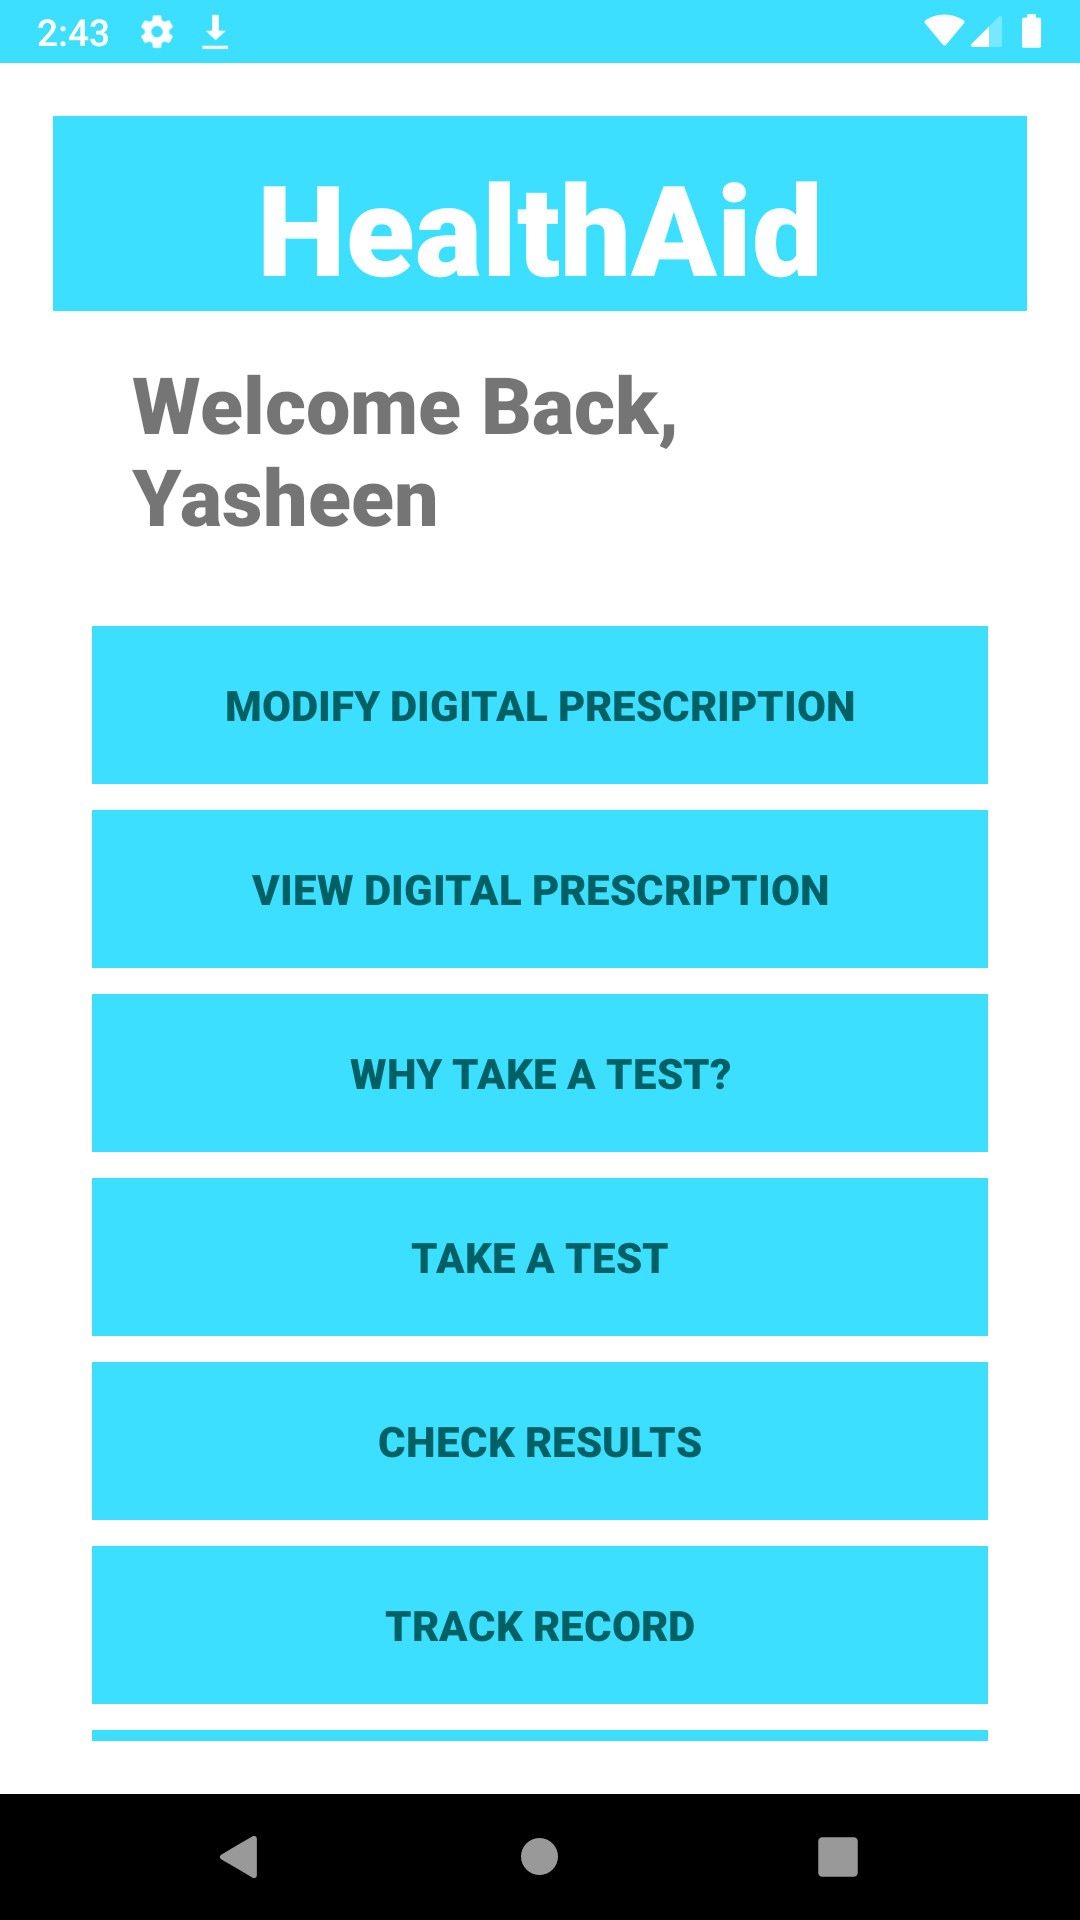 2:43
HealthAid
Welcome Back,
Yasheen
MODIFY DIGITAL PRESCRIPTION
VIEW DIGITAL PRESCRIPTION
WHY TAKE A TEST?
TAKE A TEST
CHECK RESULTS
TRACK RECORD